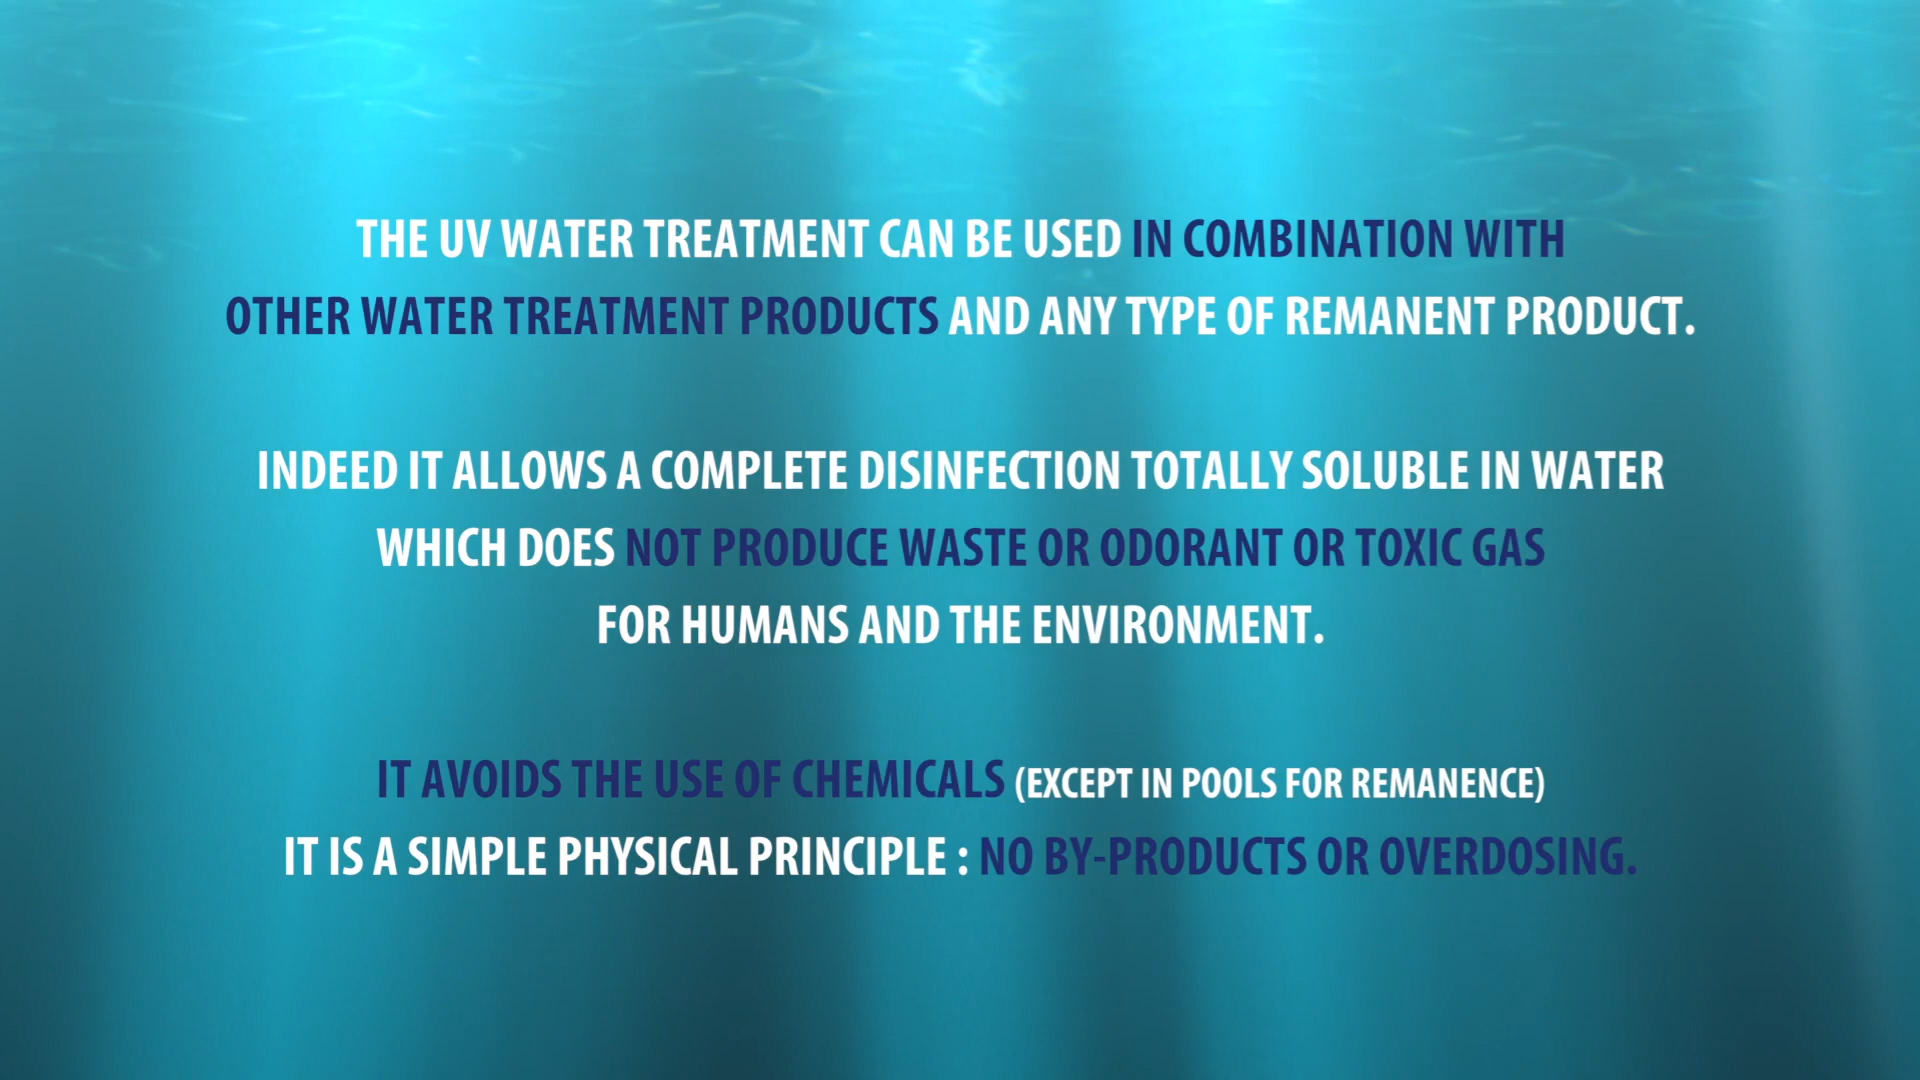 THE UV WATER TREATMENT CAN BE USED IN COMBINATION WITH
OTHER WATER TREATMENT PRODUCTS AND ANY TYPE OF REMANENT PRODUCT.
INDEED IT ALLOWS A COMPLETE DISINFECTION TOTALLY SOLUBLE IN WATER
WHICH DOES NOT PRODUCE WASTE OR ODORANT OR TOXIC GAS
FOR HUMANS AND THE ENVIRONMENT.
IT AVOIDS THE USE OF CHEMICALS (EXCEPT IN POOLS FOR REMANENCE)
IT IS A SIMPLE PHYSICAL PRINCIPLE : NO BY-PRODUCTS OR OVERDOSING.